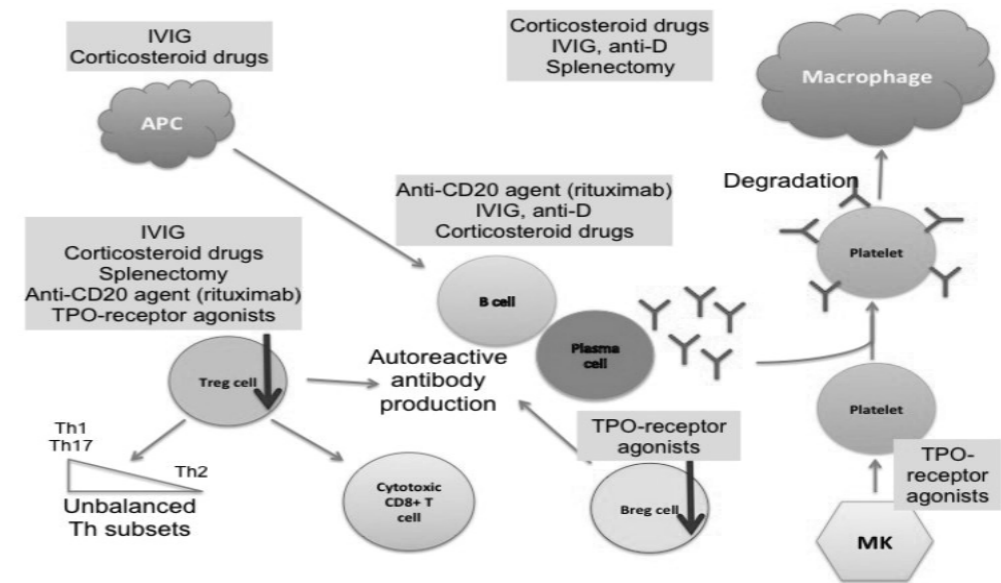 IVIG
Corticosteroid drugs
APC
Corticosteroid drugs
IVIG, anti-D
Splenectomy
Macrophage
Degradation
Platelet
Anti-CD20 agent (rituximab)
IVIG, anti-D
Corticosteroid drugs
B cell
Plasma
cell
IVIG
Corticosteroid drugs
Splenectomy
Anti-CD20 agent (rituximab)
TPO-receptor agonists
Treg cell
Autoreactive
antibody
production
Platelet
TPO-
receptor
agonists
MK
TPO-receptor
agonists
Breg cell
Th1
Th17
Th2
Unbalanced
Th subsets
Cytotoxic
CD8+ T
cell